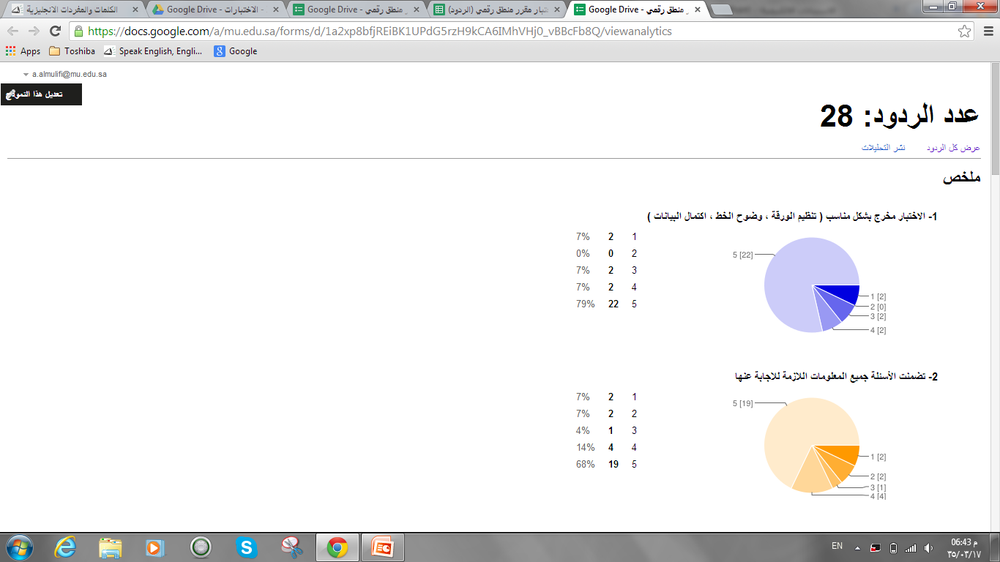 الكلمات والمفردات الانجليزية
Google Drive - الاختبارات -
Google Drive - ر منطق رقمي
تبار مقرر منطق رقمي (الردود)
Google Drive - ر منطق رقمي
https://docs.google.com/a/mu.edu.sa/forms/d/1a2xp8bfjREiBK1UPdG5rzH9kCA6IMhVHj0_vBBcFb8Q/viewanalytics
Apps Toshiba Speak English, Engli... Google
a.almulifi@mu.edu.sa
تعديل هذا النموذج
عدد الردود: 28
عرض كل الردود نشر التحليلات
ملخص
1- الاختبار مخرج بشكل مناسب ( تنظيم الورقة ، وضوح الخط ، اكتمال البيانات )
7% 2 1
0% 0 2
7% 2 3
7% 2 4
79% 22 5
5 [22]
1 [2]
2 [0]
3 [2]
4 [2]
2- تضمنت الأسئلة جميع المعلومات اللازمة للاجابة عنها
7% 2 1
7% 2 2
4% 1 3
14% 4 4
68% 19 5
5 [19]
1 [2]
2 [2]
3 [1]
4 [4]
EN
06:43 م
٣٥/٠٣/١٧